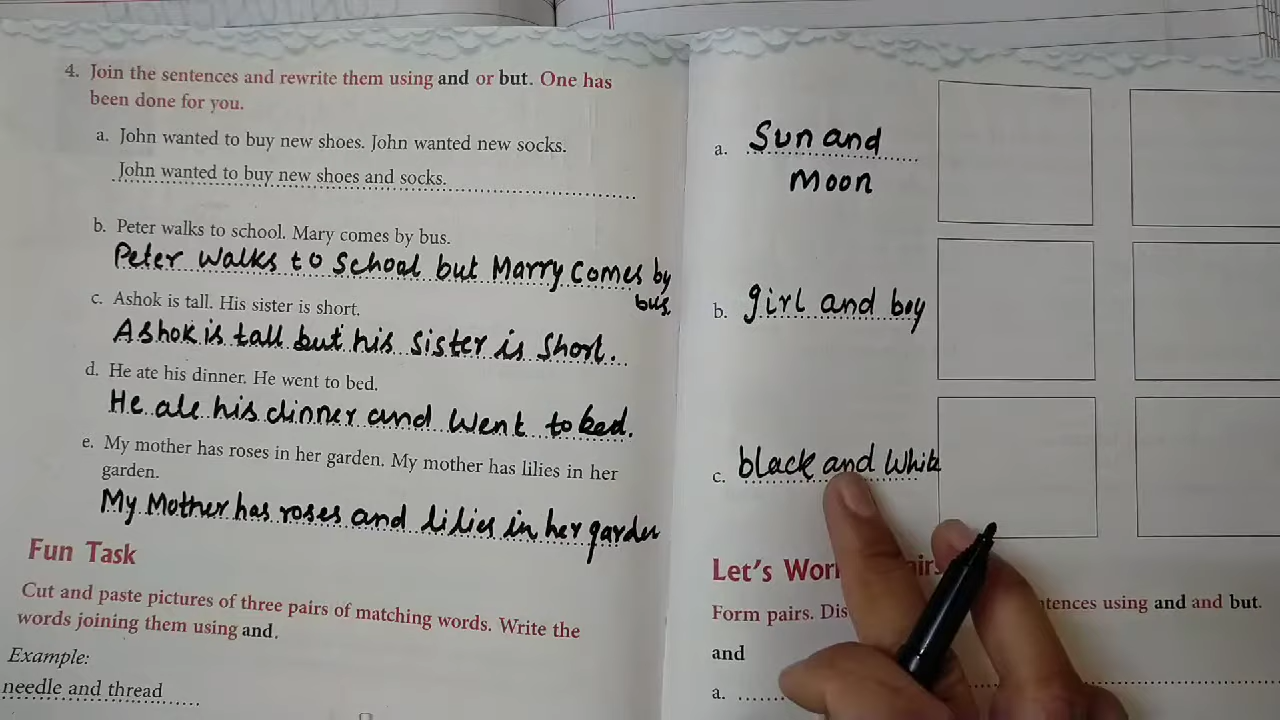 4. Join the sentences and rewrite them using and or but. One has
been done for you.
a. John wanted to buy new shoes. John wanted new socks.
John wanted to buy new shoes and socks.
b. Peter walks to school. Mary comes by bus.
Peter walks to school but Marry comes by
bus.
c. Ashok is tall. His sister is short.
Ashok is tall but his sister is short.
d. He ate his dinner. He went to bed.
He ate his dinner and went to bed.
e. My mother has roses in her garden. My mother has lilies in her
garden.
My Mother has roses and lilies in her garden
Fun Task
Cut and paste pictures of three pairs of matching words. Write the
words joining them using and.
Example:
needle and thread
a. Sun and
Moon
b. girl and boy
c. black and white
Let's Work
Form pairs. tences using and and but.
and
a.